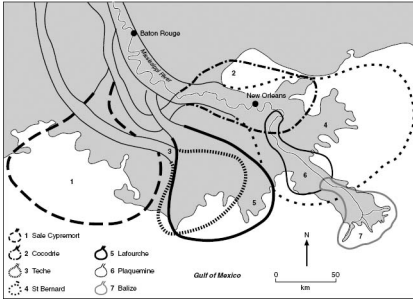 Baton Rouge
Mississippi River
2
New Orleans
4
3
1
6
5
7
1 Sale Cypremort
2 Cocodrie
3 Teche
4 St Bernard
5 Lafourche
6 Plaquemine
7 Balize
Gulf of Mexico
N
0 50
km